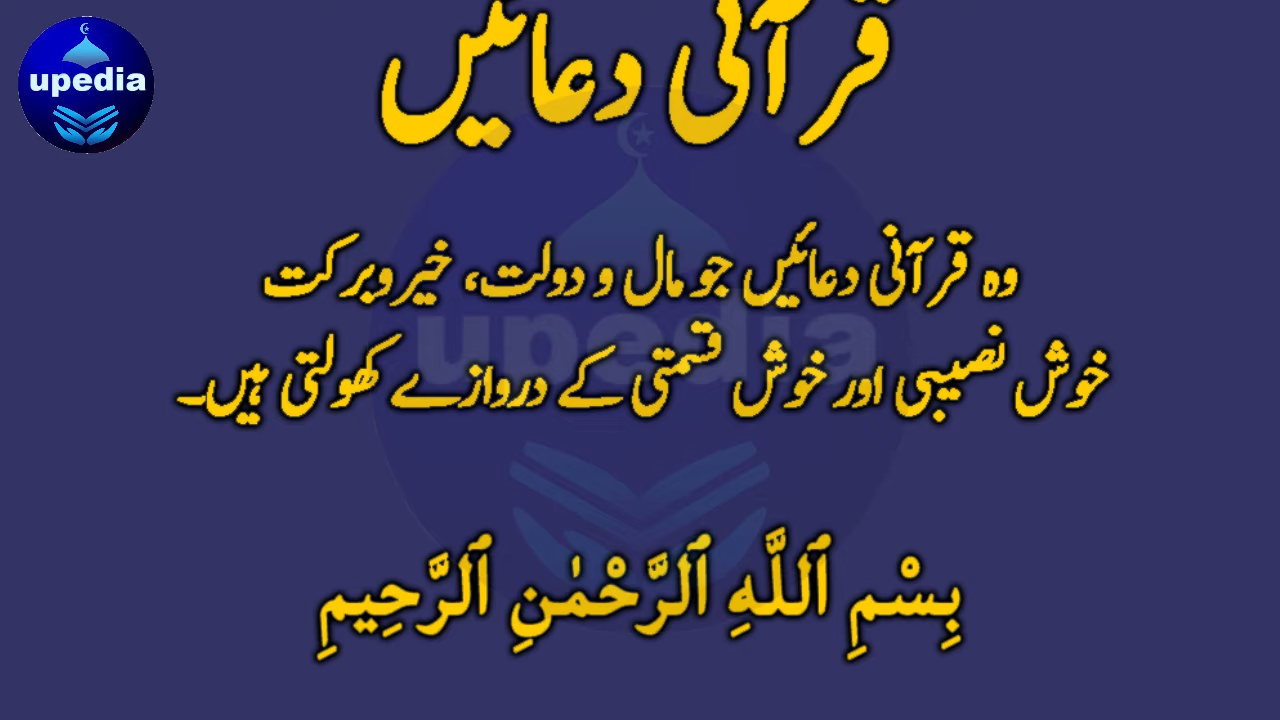 upedia
قرآنی دعائیں
وہ قرآنی دعائیں جو مال و دولت، خیر و برکت
خوش نصیبی اور خوش قسمتی کے دروازے کھولتی ہیں۔
upedia
بِسْمِ ٱللَّهِ ٱلرَّحْمَٰنِ ٱلرَّحِيمِ